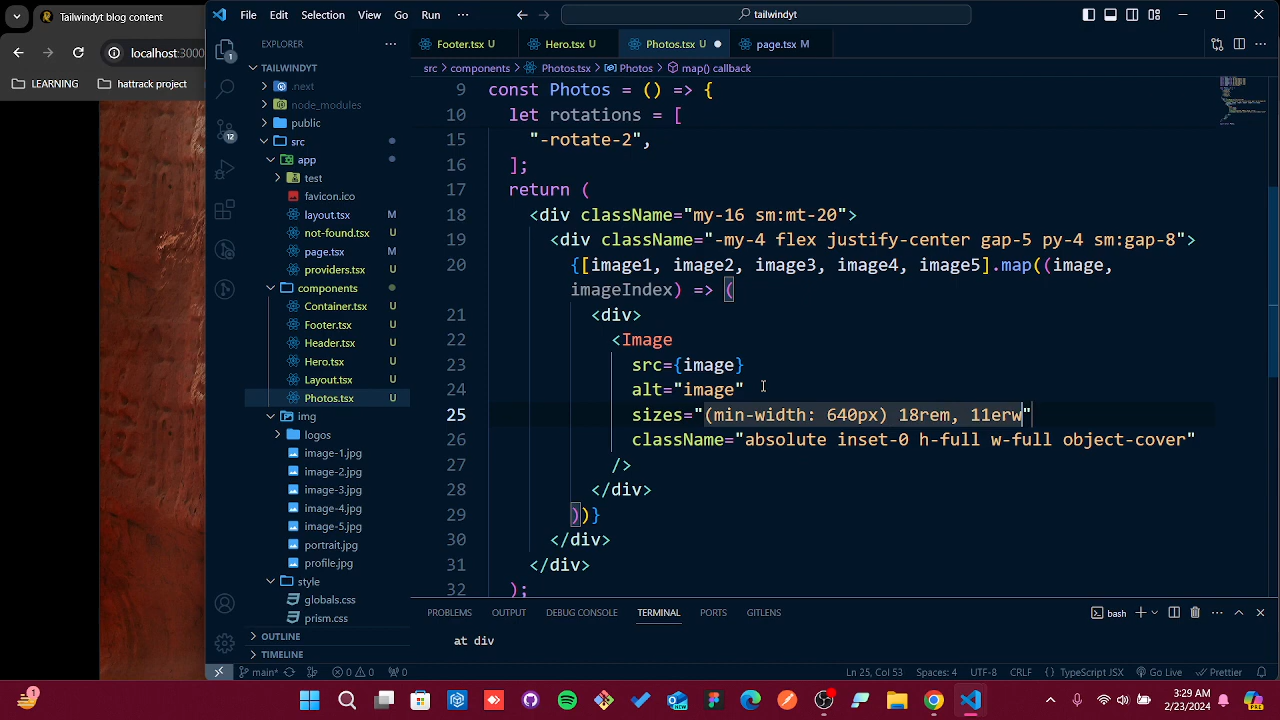 Tailwindyt blog content
localhost:3000
LEARNING
hattrack project
File Edit Selection View Go Run
tailwindyt
EXPLORER
TAILWINDYT
.next
node_modules
public
src
app
test
favicon.ico
layout.tsx M
not-found.tsx U
page.tsx M
providers.tsx U
components
Container.tsx U
Footer.tsx U
Header.tsx U
Hero.tsx U
Layout.tsx U
Photos.tsx U
img
logos
image-1.jpg
image-2.jpg
image-3.jpg
image-4.jpg
image-5.jpg
portrait.jpg
profile.jpg
style
globals.css
prism.css
OUTLINE
TIMELINE
1
12
Footer.tsx U Hero.tsx U Photos.tsx U page.tsx M
src > components > Photos.tsx > Photos > map() callback
9 const Photos = () => {
10 let rotations = [
15 "-rotate-2",
16 ];
17 return (
18 <div className="my-16 sm:mt-20">
19 <div className="-my-4 flex justify-center gap-5 py-4 sm:gap-8">
20 {[image1, image2, image3, image4, image5].map((image,
imageIndex) => (
21 <div>
22 <Image
23 src={image}
24 alt="image"
25 sizes="(min-width: 640px) 18rem, 11erw"
26 className="absolute inset-0 h-full w-full object-cover"
27 />
28 </div>
29 ))}
30 </div>
31 </div>
32 );
PROBLEMS OUTPUT DEBUG CONSOLE TERMINAL PORTS GITLENS
bash
at div
main* 0 0 0 Ln 25, Col 53 Spaces: 4 UTF-8 CRLF {} TypeScript JSX Go Live Prettier
1
NEW
3:29 AM
2/23/2024
PRE